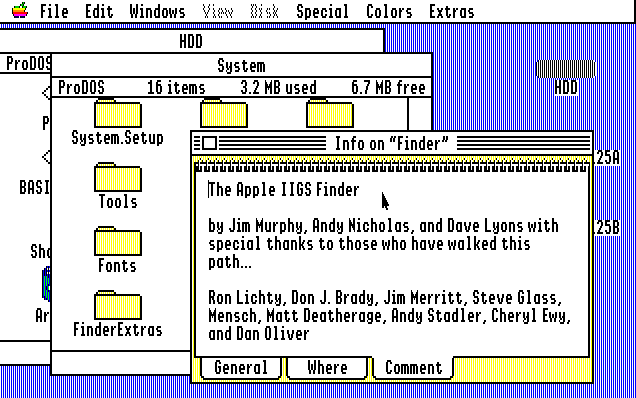 File Edit Windows View Disk Special Colors Extras
HDD
ProDOS
System
ProDOS 16 items 3.2 MB used 6.7 MB free
HDD
System.Setup
Tools
Fonts
FinderExtras
BASI
Sho
Ar
.25A
.25B
Info on "Finder"
The Apple IIGS Finder
by Jim Murphy, Andy Nicholas, and Dave Lyons with
special thanks to those who have walked this
path...
Ron Lichty, Don J. Brady, Jim Merritt, Steve Glass,
Mensch, Matt Deatherage, Andy Stadler, Cheryl Ewy,
and Dan Oliver
General Where Comment